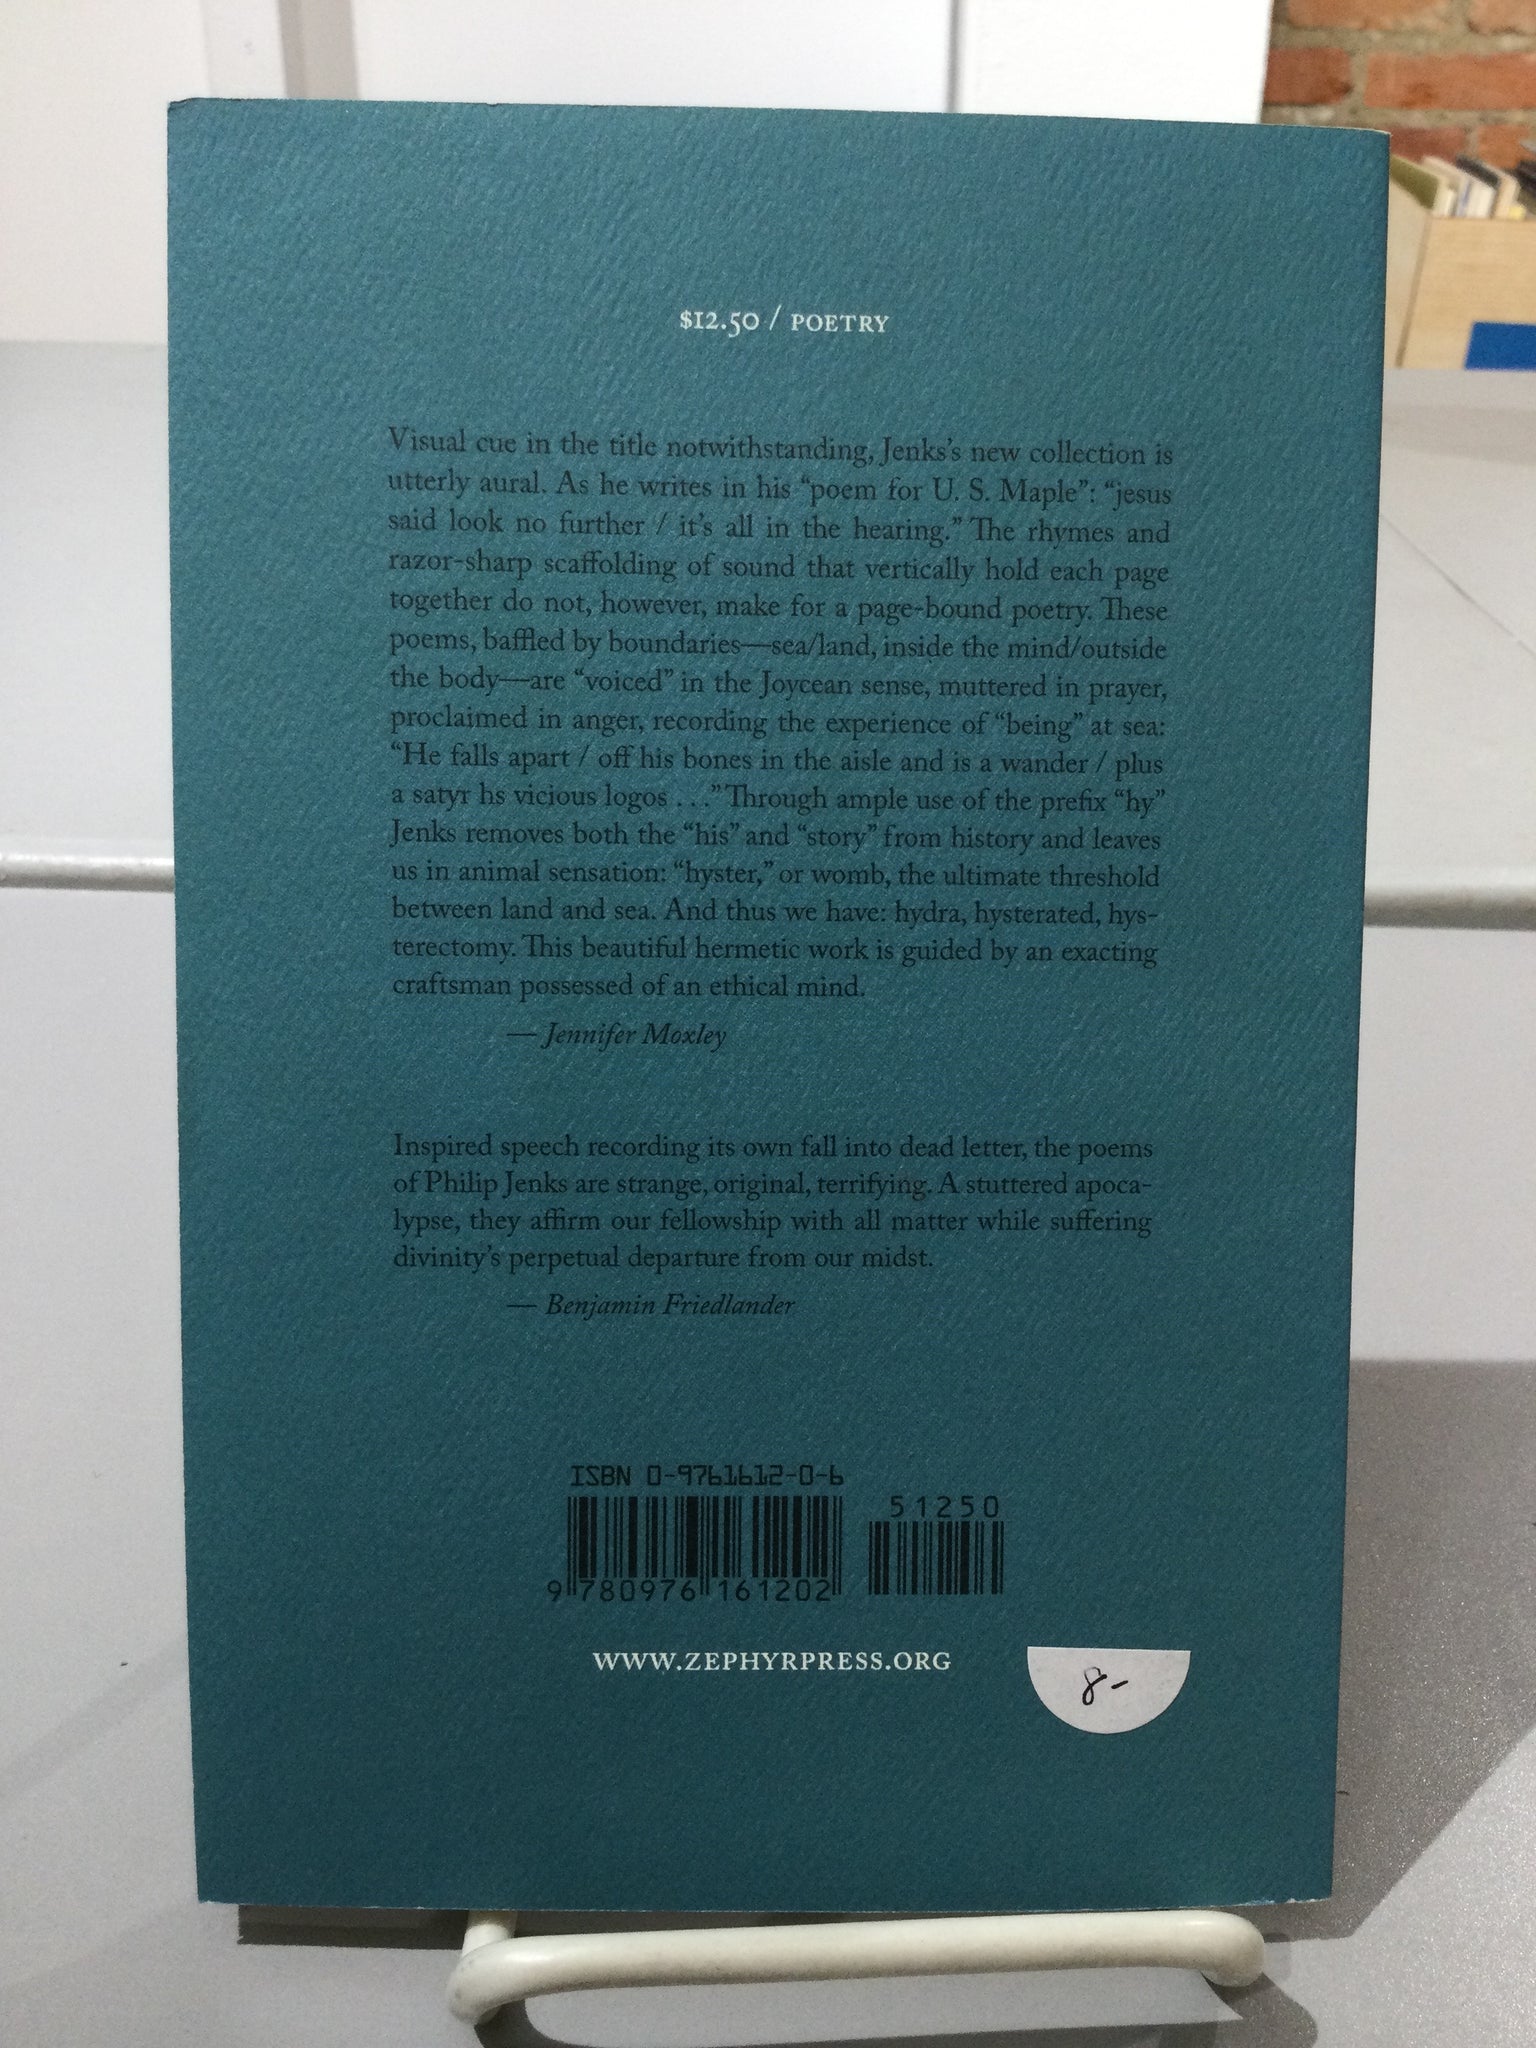 $12.50 / POETRY
Visual cue in the title notwithstanding, Jenks's new collection is
utterly aural. As he writes in his “poem for U. S. Maple”: “jesus
said look no further / it's all in the hearing.” The rhymes and
razor-sharp scaffolding of sound that vertically hold each page
together do not, however, make for a page-bound poetry. These
poems, baffled by boundaries—sea/land, inside the mind/outside
the body—are “voiced” in the Joycean sense, muttered in prayer,
proclaimed in anger, recording the experience of “being” at sea:
“He falls apart / off his bones in the aisle and is a wander / plus
a satyr hs vicious logos . . .” Through ample use of the prefix “hy”
Jenks removes both the “his” and “story” from history and leaves
us in animal sensation: “hyster,” or womb, the ultimate threshold
between land and sea. And thus we have: hydra, hysterated, hys-
terectomy. This beautiful hermetic work is guided by an exacting
craftsman possessed of an ethical mind.
— Jennifer Moxley
Inspired speech recording its own fall into dead letter, the poems
of Philip Jenks are strange, original, terrifying. A stuttered apoca-
lypse, they affirm our fellowship with all matter while suffering
divinity's perpetual departure from our midst.
— Benjamin Friedlander
ISBN 0-9761612-0-6
51250
9 780976 161202
WWW.ZEPHYRPRESS.ORG
8-